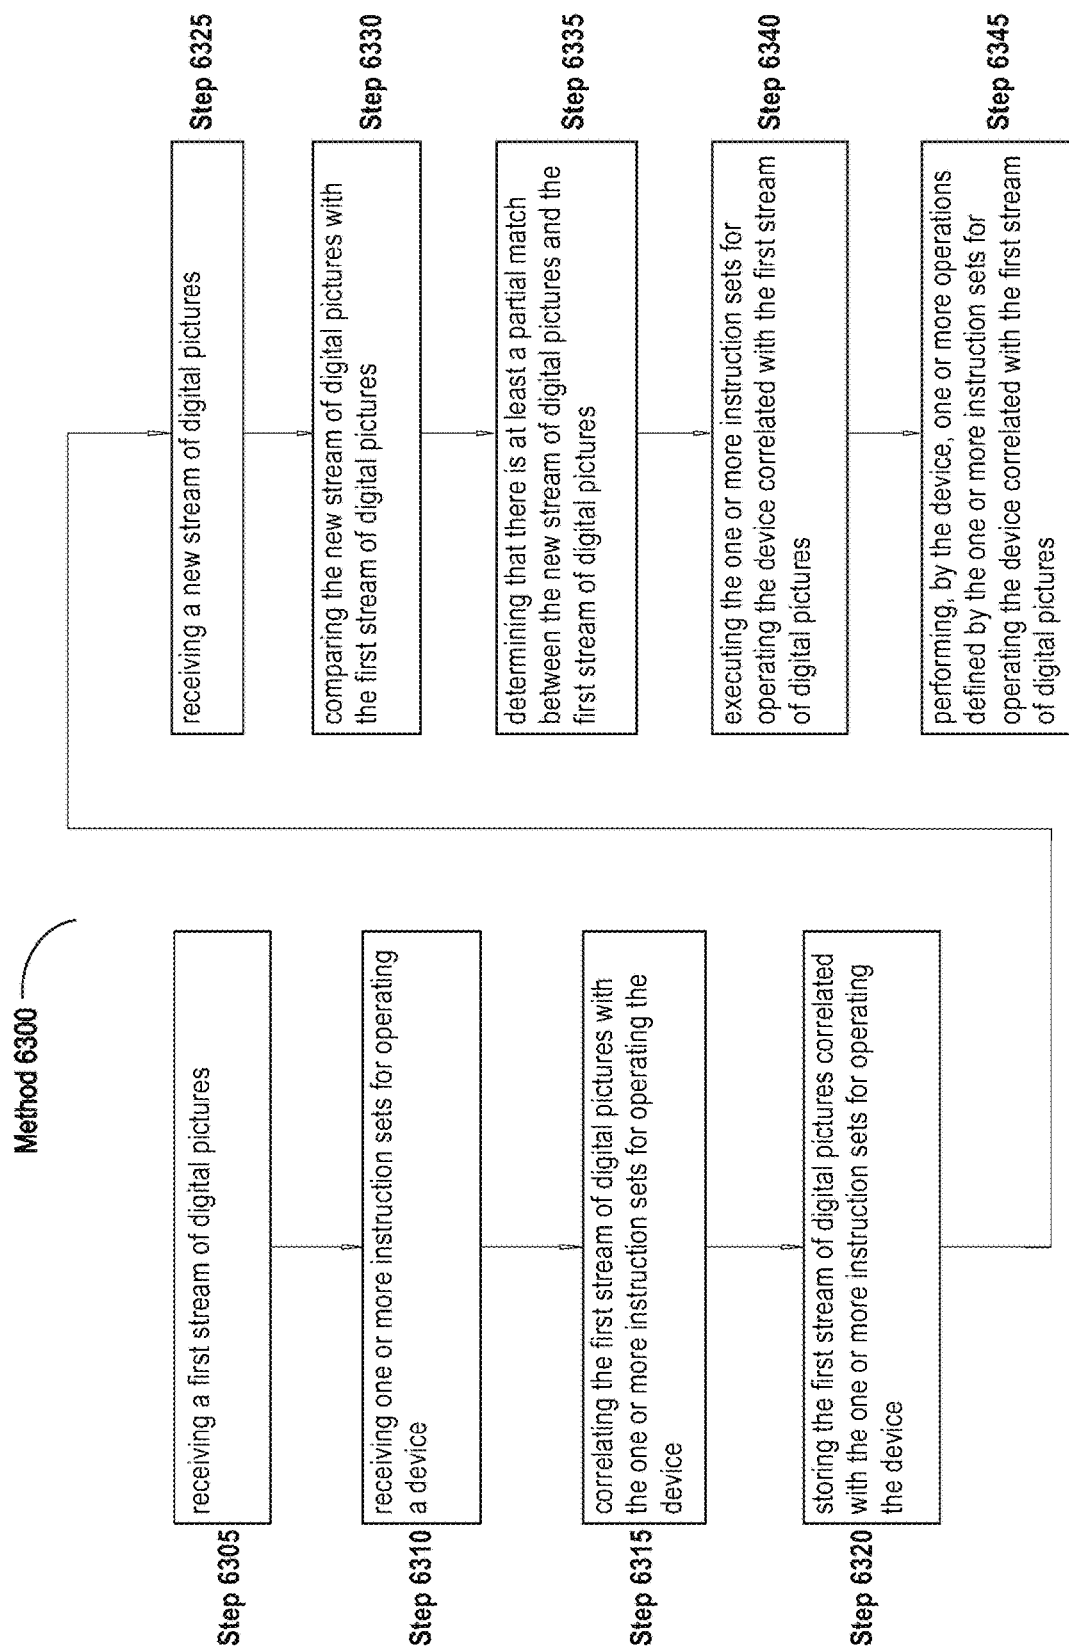 Method 6300
Step 6305
receiving a first stream of digital pictures
Step 6310
receiving one or more instruction sets for operating
a device
Step 6315
correlating the first stream of digital pictures with
the one or more instruction sets for operating the
device
Step 6320
storing the first stream of digital pictures correlated
with the one or more instruction sets for operating
the device
receiving a new stream of digital pictures
Step 6325
comparing the new stream of digital pictures with
the first stream of digital pictures
Step 6330
determining that there is at least a partial match
between the new stream of digital pictures and the
first stream of digital pictures
Step 6335
executing the one or more instruction sets for
operating the device correlated with the first stream
of digital pictures
Step 6340
performing, by the device, one or more operations
defined by the one or more instruction sets for
operating the device correlated with the first stream
of digital pictures
Step 6345